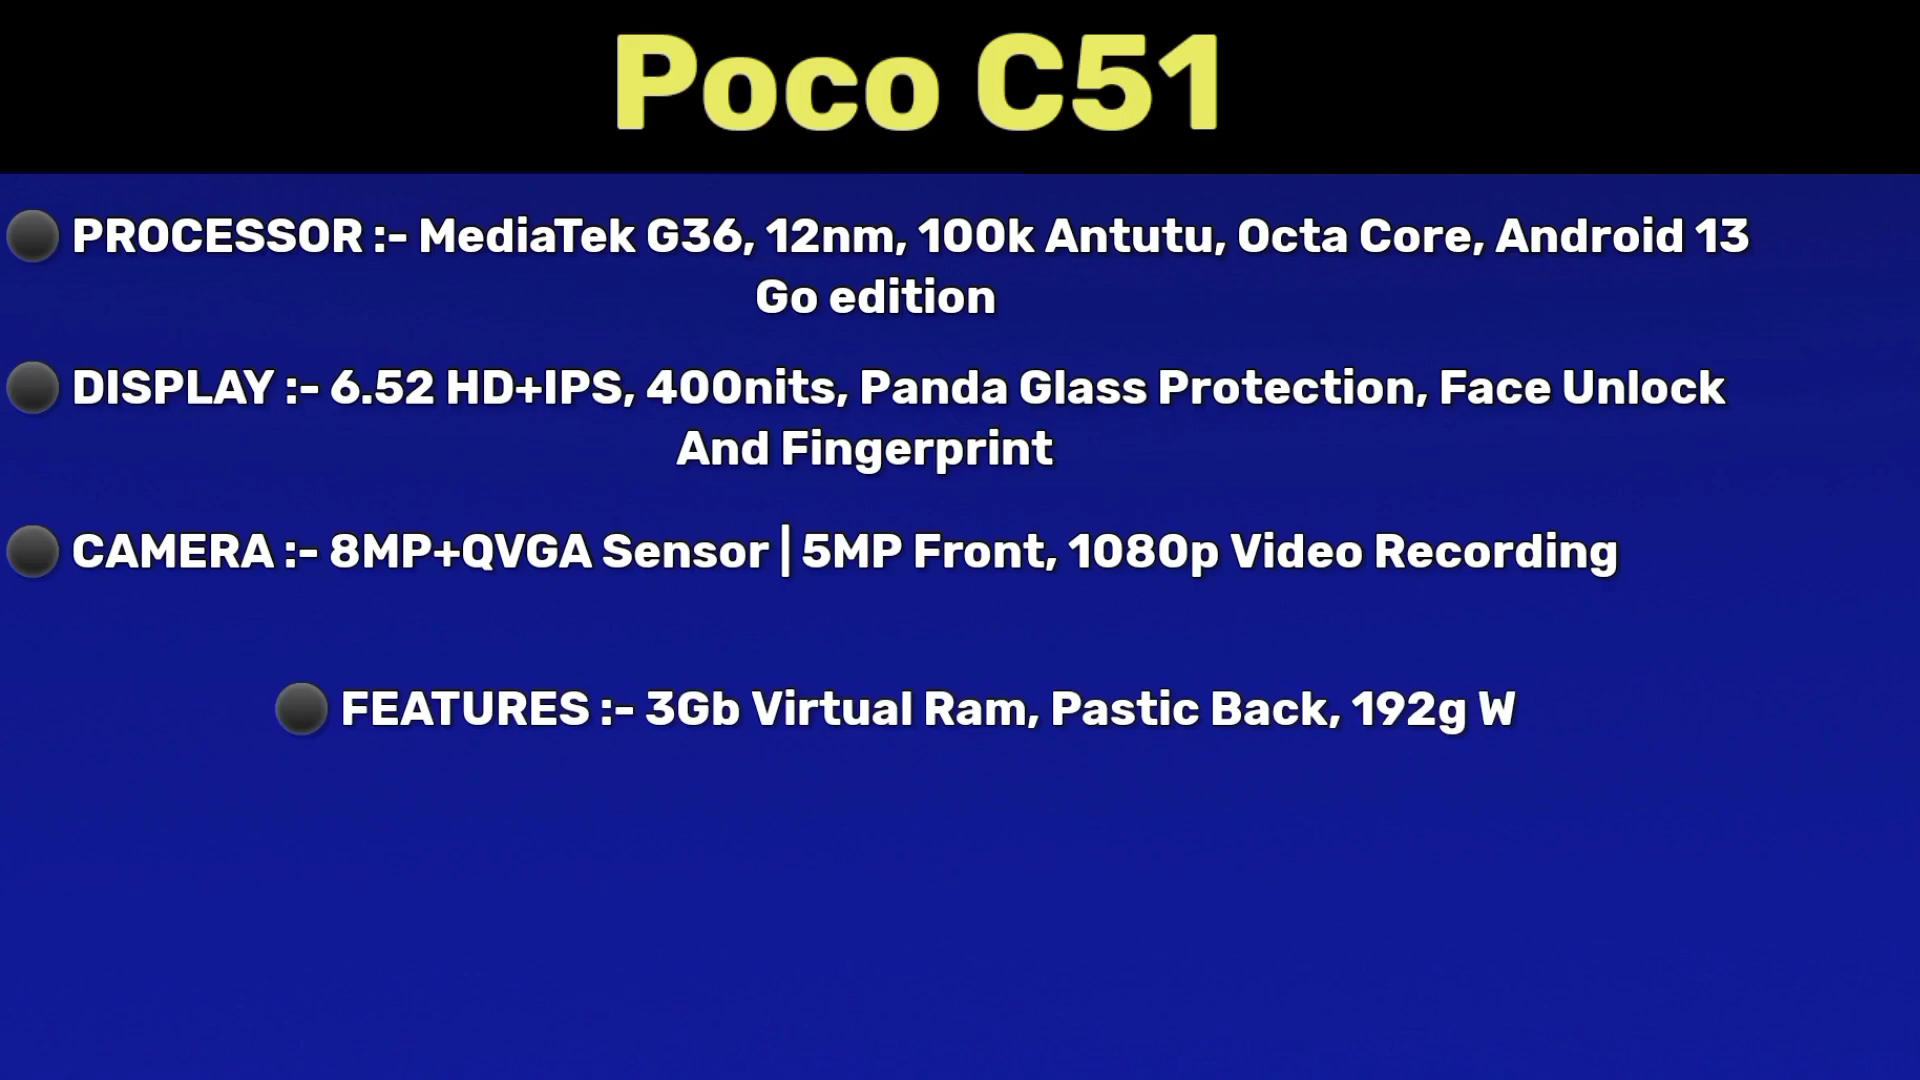 Poco C51
PROCESSOR :- MediaTek G36, 12nm, 100k Antutu, Octa Core, Android 13
Go edition
DISPLAY :- 6.52 HD+IPS, 400nits, Panda Glass Protection, Face Unlock
And Fingerprint
CAMERA :- 8MP+QVGA Sensor | 5MP Front, 1080p Video Recording
FEATURES :- 3Gb Virtual Ram, Pastic Back, 192g W